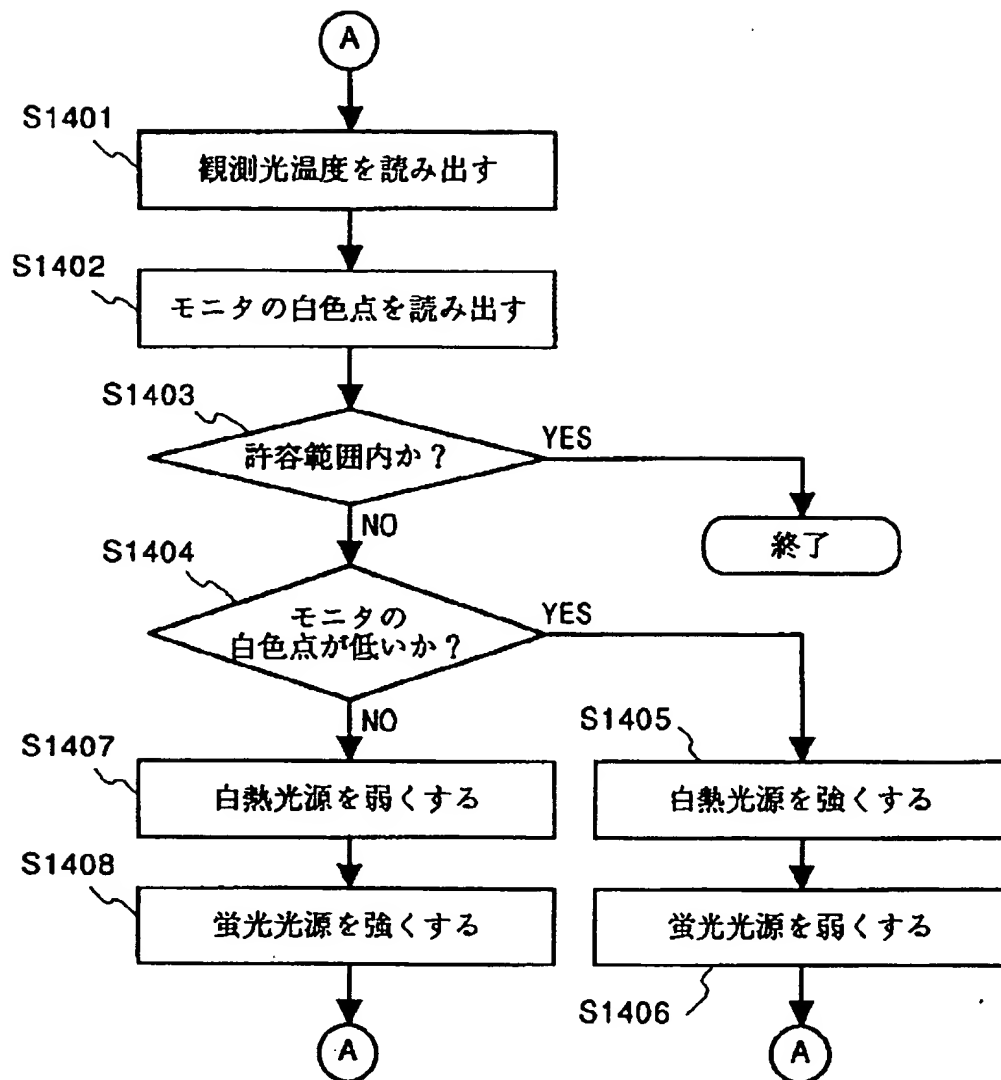 A
S1401
観測光温度を読み出す
S1402
モニタの白色点を読み出す
S1403
許容範囲内か?
YES
NO
終了
S1404
モニタの
白色点が低いか?
YES
NO
S1407
白熱光源を弱くする
S1405
白熱光源を強くする
S1408
蛍光光源を強くする
蛍光光源を弱くする
S1406
A
A